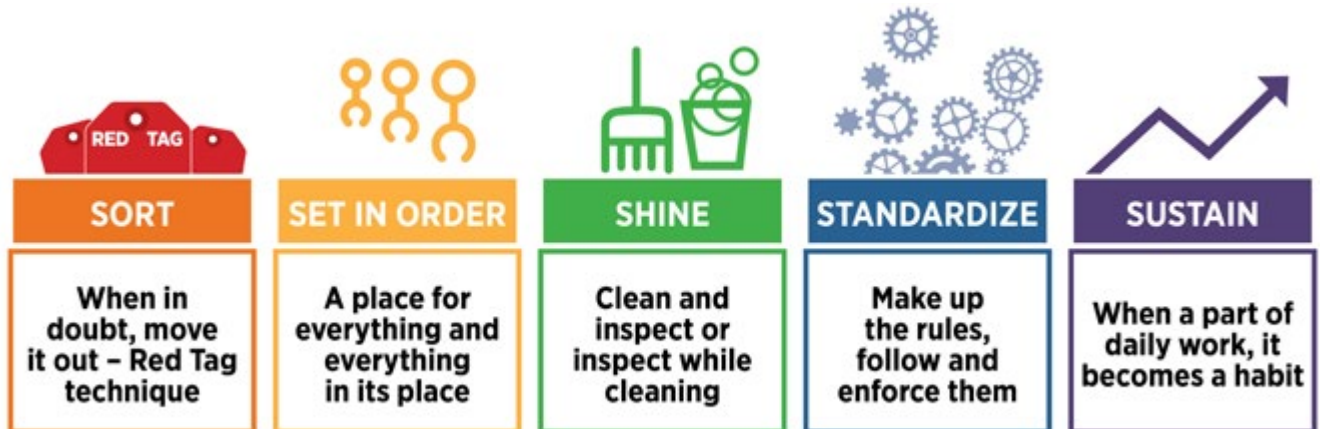 RED TAG
SORT
When in
doubt, move
it out – Red Tag
technique
SET IN ORDER
A place for
everything and
everything
in its place
SHINE
Clean and
inspect or
inspect while
cleaning
STANDARDIZE
Make up
the rules,
follow and
enforce them
SUSTAIN
When a part of
daily work, it
becomes a habit